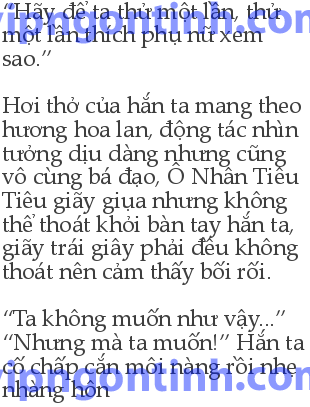 “Hãy để ta thử một lần, thử
một lần thích phụ nữ xem
sao.”
Hơi thở của hắn ta mang theo
hương hoa lan, động tác nhìn
tưởng dịu dàng nhưng cũng
vô cùng bá đạo, Ô Nhân Tiêu
Tiêu giãy giụa nhưng không
thể thoát khỏi bàn tay hắn ta,
giãy trái giãy phải đều không
thoát nên cảm thấy bối rối.
“Ta không muốn như vậy...”
“Nhưng mà ta muốn!” Hắn ta
cố chấp cắn môi nàng rồi nhẹ
nhàng hôn